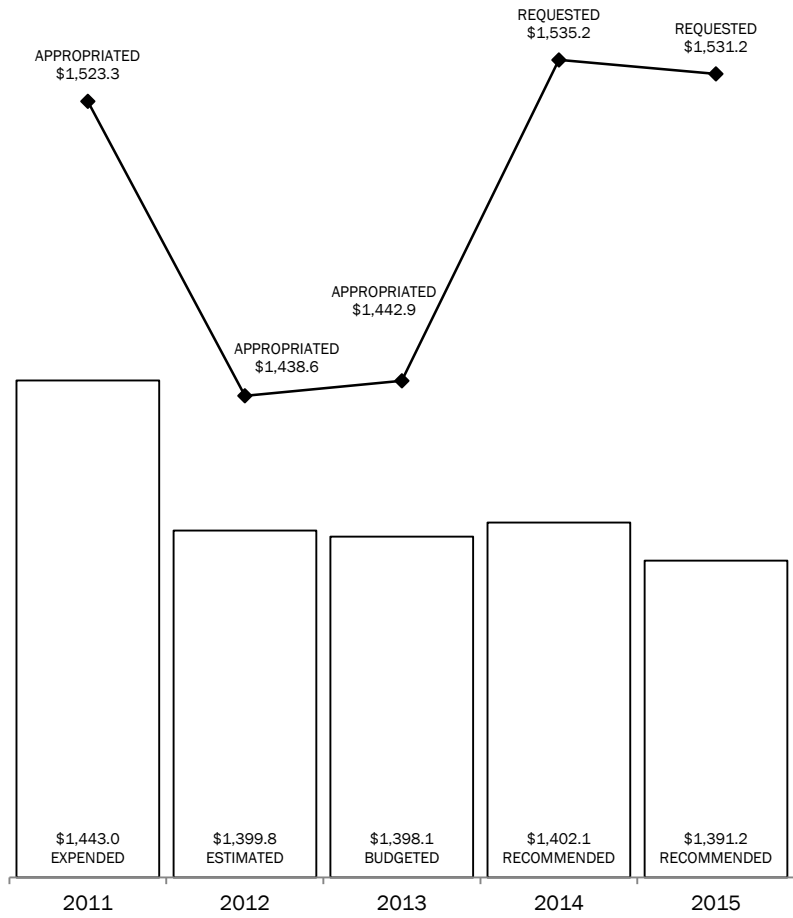 REQUESTED
$1,535.2
REQUESTED
$1,531.2
APPROPRIATED
$1,523.3
APPROPRIATED
$1,442.9
APPROPRIATED
$1,438.6
$1,443.0
EXPENDED
$1,399.8
ESTIMATED
$1,398.1
BUDGETED
$1,402.1
RECOMMENDED
$1,391.2
RECOMMENDED
2011
2012
2013
2014
2015